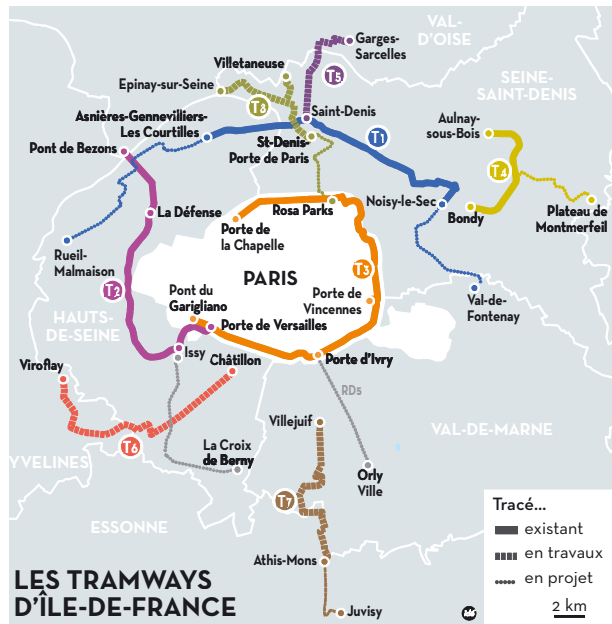 VAL-
D'OISE
Garges-
Sarcelles
Villetaneuse
T5
Epinay-sur-Seine
T8
SEINE-
SAINT-DENIS
Asnières-Gennevilliers-
Les Courtilles
Saint-Denis
T1
Aulnay-
sous-Bois
Pont de Bezons
St-Denis-
Porte de Paris
T4
La Défense
Rosa Parks
Noisy-le-Sec
Bondy
Plateau de
Montmerfeil
Porte de
la Chapelle
Rueil-
Malmaison
PARIS
T3
T2
Pont du
Garigliano
Porte de
Vincennes
Val-de-
Fontenay
HAUTS-
DE-SEINE
Porte de Versailles
Issy
Châtillon
Porte d'Ivry
Viroflay
RDs
Villejuif
VAL-DE-MARNE
T6
La Croix
de Berny
YVELINES
Orly
Ville
T7
ESSONNE
Athis-Mons
Juvisy
Tracé...
existant
en travaux
en projet
2 km
LES TRAMWAYS
D'ÎLE-DE-FRANCE